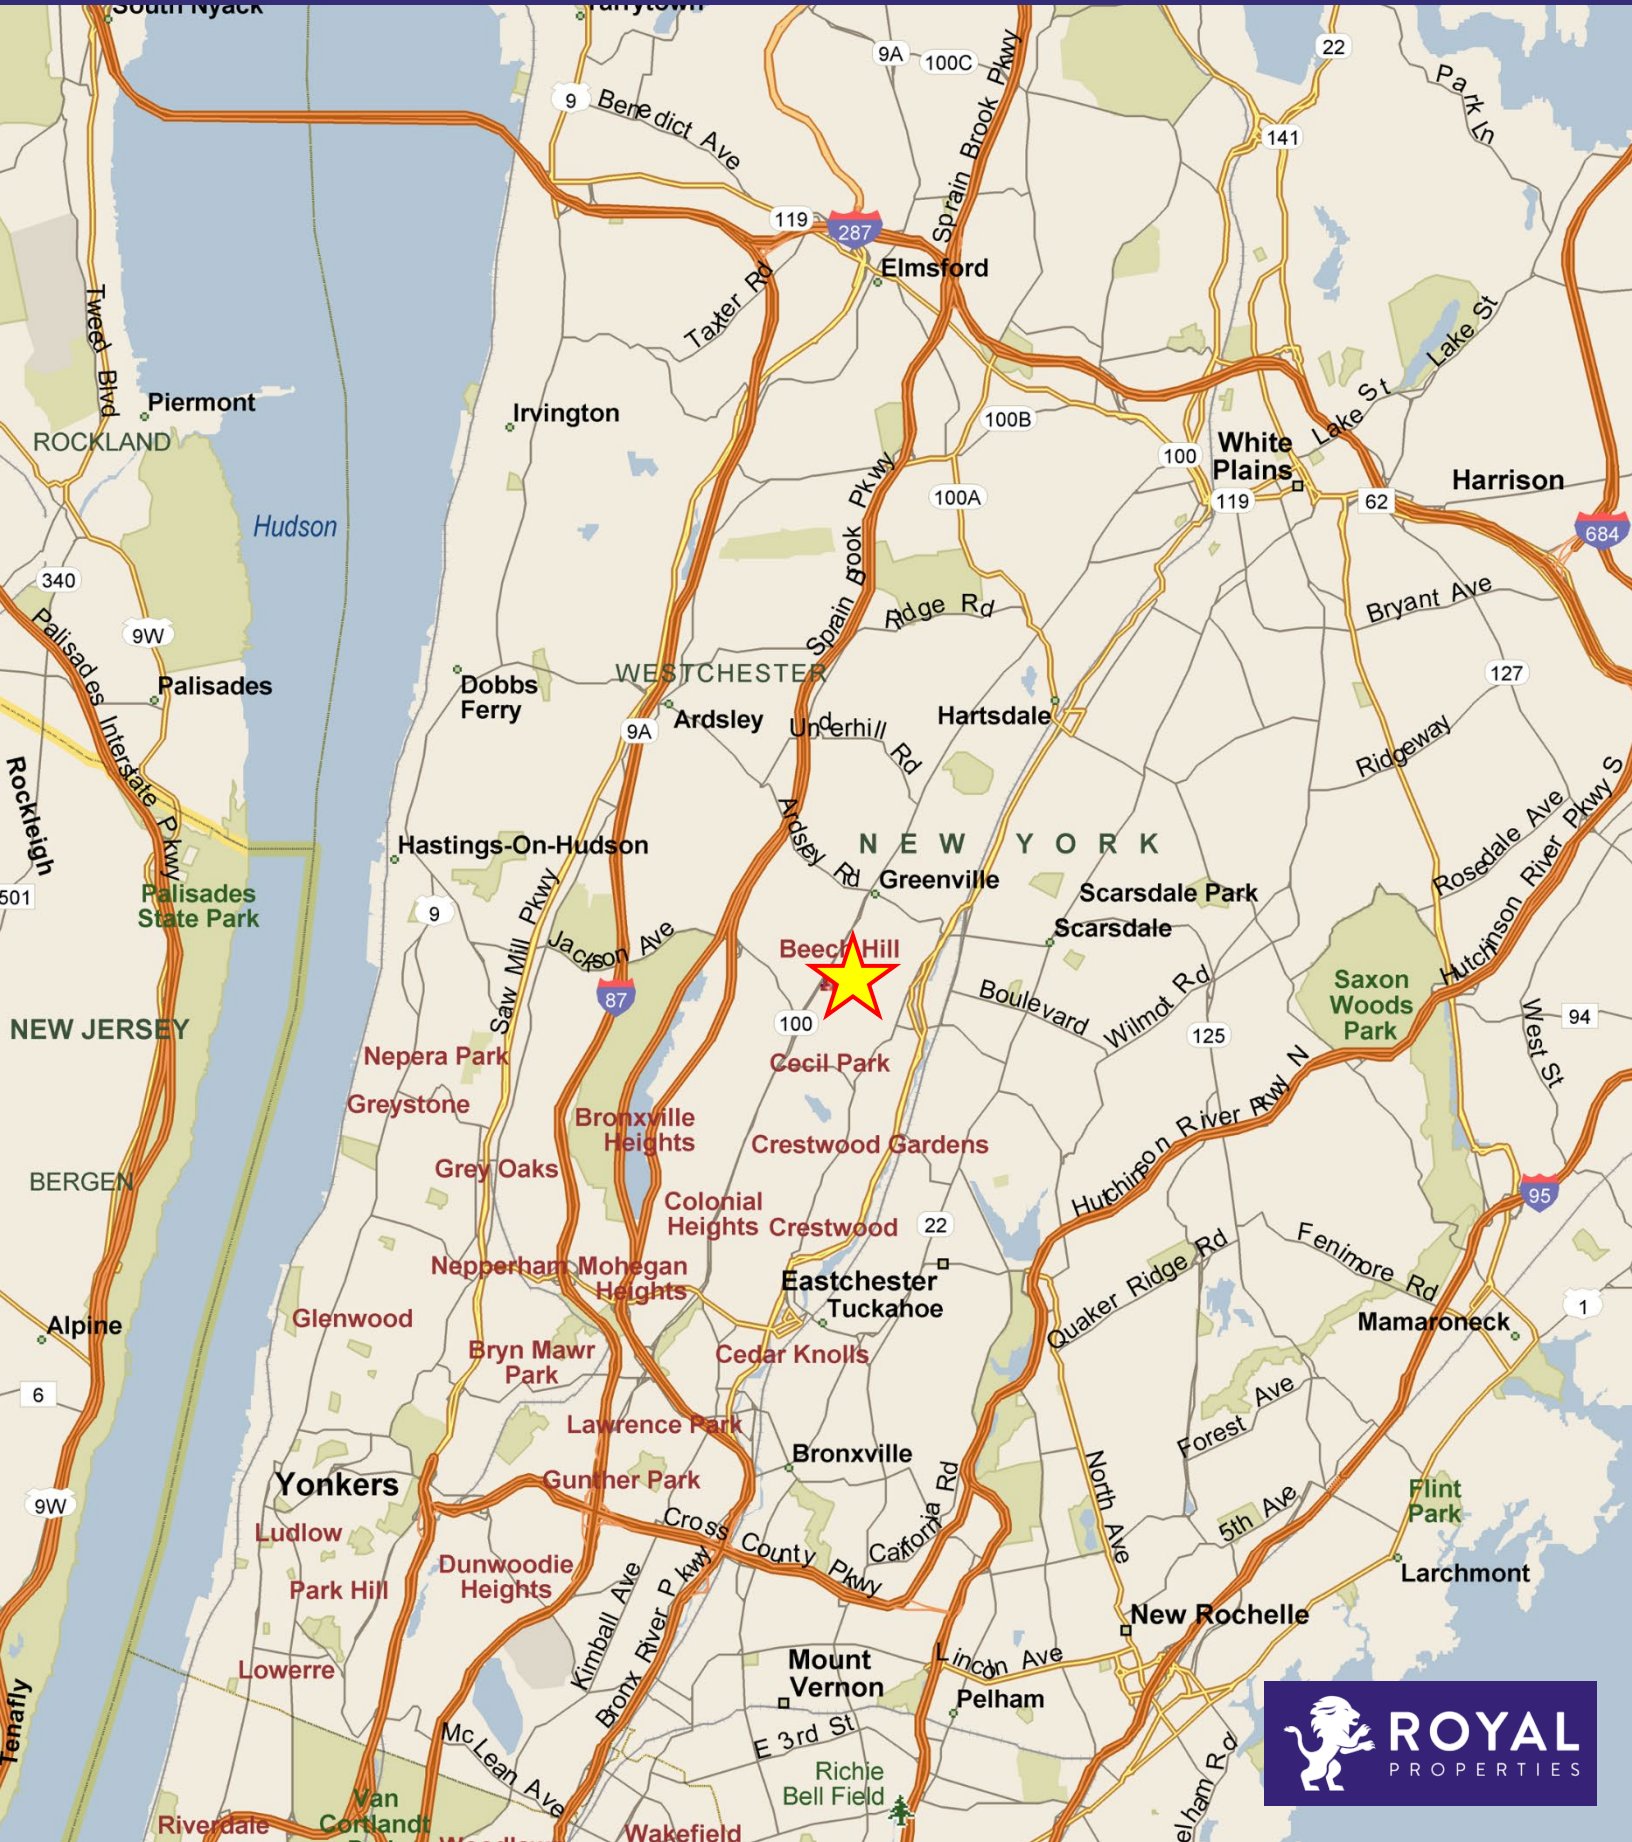 South Nyack
Tarrytown
9A
100C
22
Park Ln
9
Benedict Ave
Sprain Brook Pkwy
141
119
287
Elmsford
Taxter Rd
Tweed Blvd
Lake St
Piermont
ROCKLAND
Irvington
100B
Lake St
White
Plains
100
119
62
Harrison
100A
684
Hudson
Sprain Brook Pkwy
340
9W
Ridge Rd
Bryant Ave
Palisades Interstate Pkwy
Palisades
WESTCHESTER
127
Dobbs
Ferry
9A
Ardsley
Underhill Rd
Hartsdale
Ridgeway
Rockleigh
Ardsey Rd
Hastings-On-Hudson
NEW YORK
Greenville
Scarsdale Park
Scarsdale
Rosedale Ave
Hutchinson River Pkwy S
501
Palisades
State Park
9
Saw Mill Pkwy
Jackson Ave
Beech Hill
87
100
Boulevard
Wilmot Rd
125
Saxon
Woods
Park
West St
94
NEW JERSEY
Nepera Park
Cecil Park
Greystone
Bronxville
Heights
Hutchinson River Pkwy N
Crestwood Gardens
BERGEN
Grey Oaks
95
Colonial
Heights
Crestwood
22
Quaker Ridge Rd
Fenimore Rd
Nepperham
Mohegan
Heights
Eastchester
Tuckahoe
1
Mamaroneck
Alpine
Glenwood
Bryn Mawr
Park
Cedar Knolls
6
Lawrence Park
Forest Ave
Bronxville
Yonkers
Gunther Park
California Rd
North Ave
9W
Flint
Park
5th Ave
Ludlow
Cross County Pkwy
Dunwoodie
Heights
Park Hill
Larchmont
Kimball Ave
Bronx River Pkwy
New Rochelle
Lowerre
Mount
Vernon
Lincoln Ave
Pelham
Tenafly
McLean Ave
E 3rd St
Richie
Bell Field
elham Rd
ROYAL
PROPERTIES
Van
Cortlandt
Riverdale
Wakefield